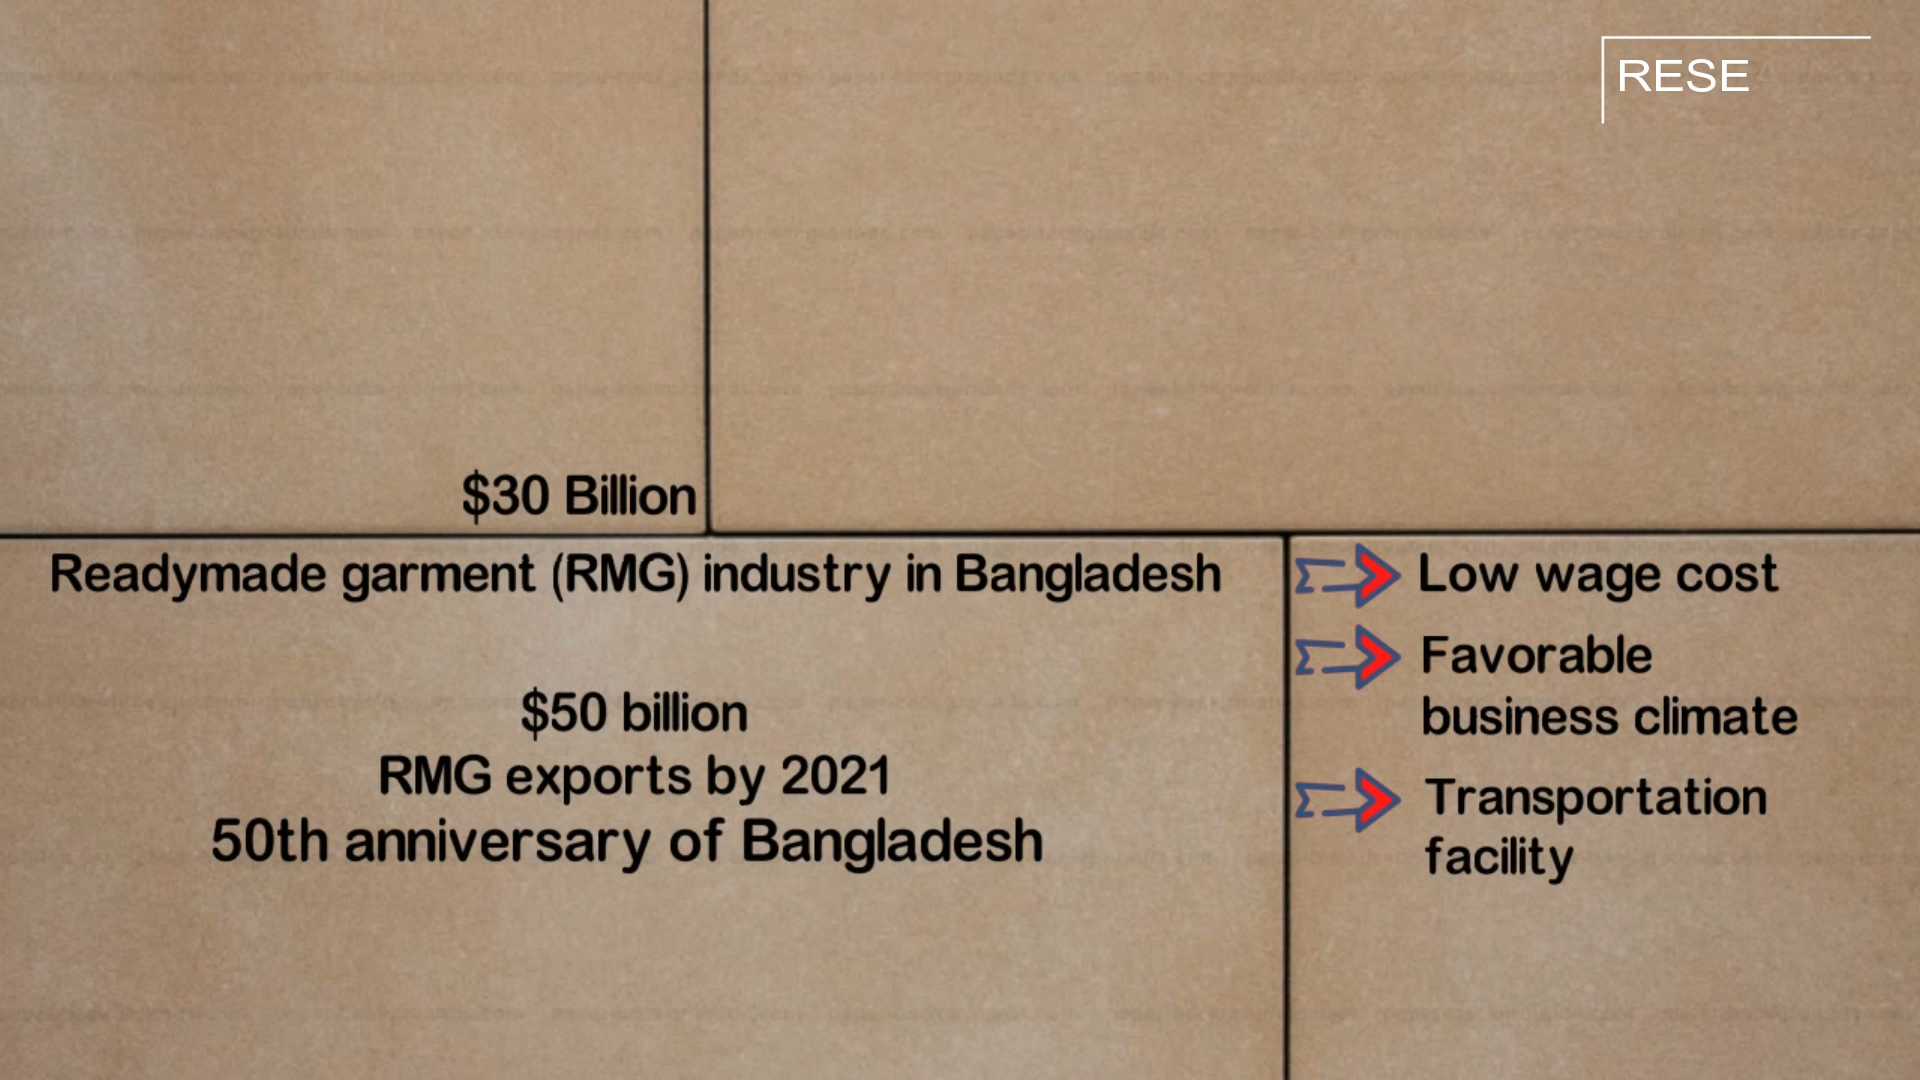 RESE
$30 Billion
Readymade garment (RMG) industry in Bangladesh
$50 billion
RMG exports by 2021
50th anniversary of Bangladesh
Low wage cost
Favorable
business climate
Transportation
facility